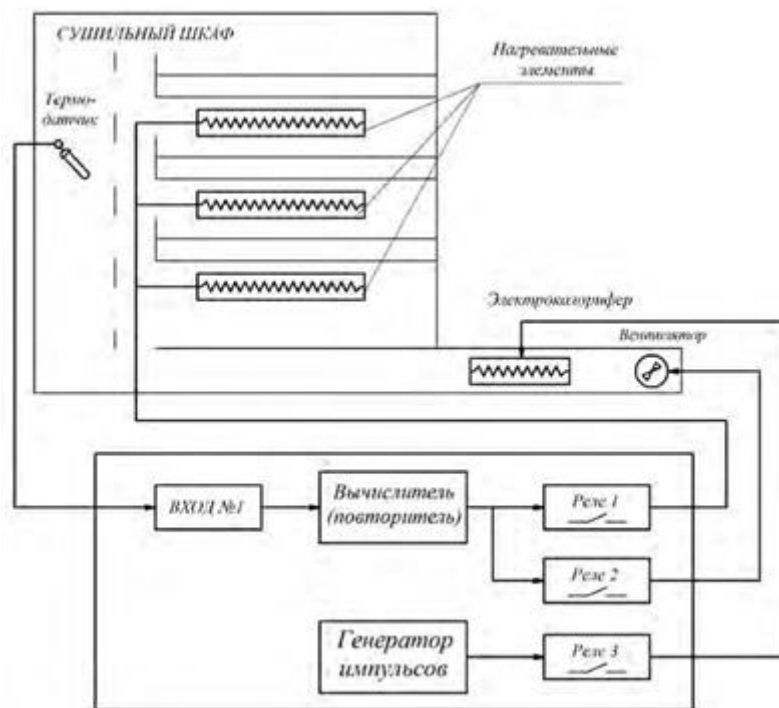 СУШИЛЬНЫЙ ШКАФ
Нагревательные
элементы
Термо-
датчик
Электрокалорифер
Вентилятор
ВХОД №1
Вычислитель
(повторитель)
Реле 1
Реле 2
Генератор
импульсов
Реле 3